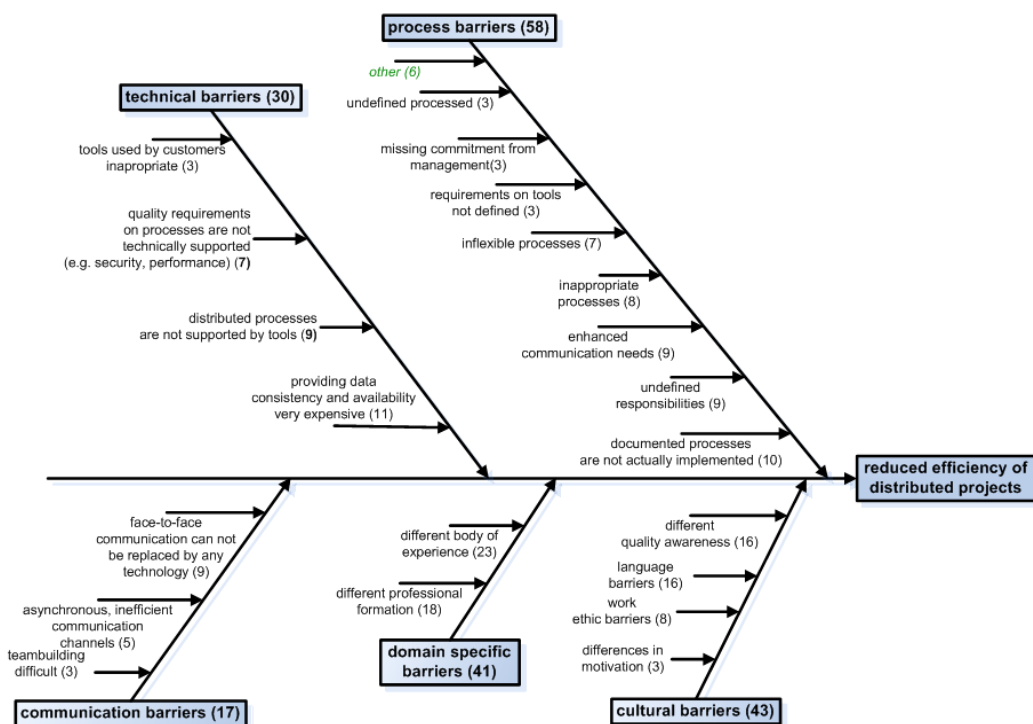 process barriers (58)
other (6)
undefined processed (3)
missing commitment from
management(3)
requirements on tools
not defined (3)
inflexible processes (7)
inappropriate
processes (8)
enhanced
communication needs (9)
undefined
responsibilities (9)
documented processes
are not actually implemented (10)
technical barriers (30)
tools used by customers
inapropriate (3)
quality requirements
on processes are not
technically supported
(e.g. security, performance) (7)
distributed processes
are not supported by tools (9)
providing data
consistency and availability
very expensive (11)
reduced efficiency of
distributed projects
face-to-face
communication can not
be replaced by any
technology (9)
asynchronous, inefficient
communication
channels (5)
teambuilding
difficult (3)
communication barriers (17)
different body of
experience (23)
different professional
formation (18)
domain specific
barriers (41)
different
quality awareness (16)
language
barriers (16)
work
ethic barriers (8)
differences in
motivation (3)
cultural barriers (43)